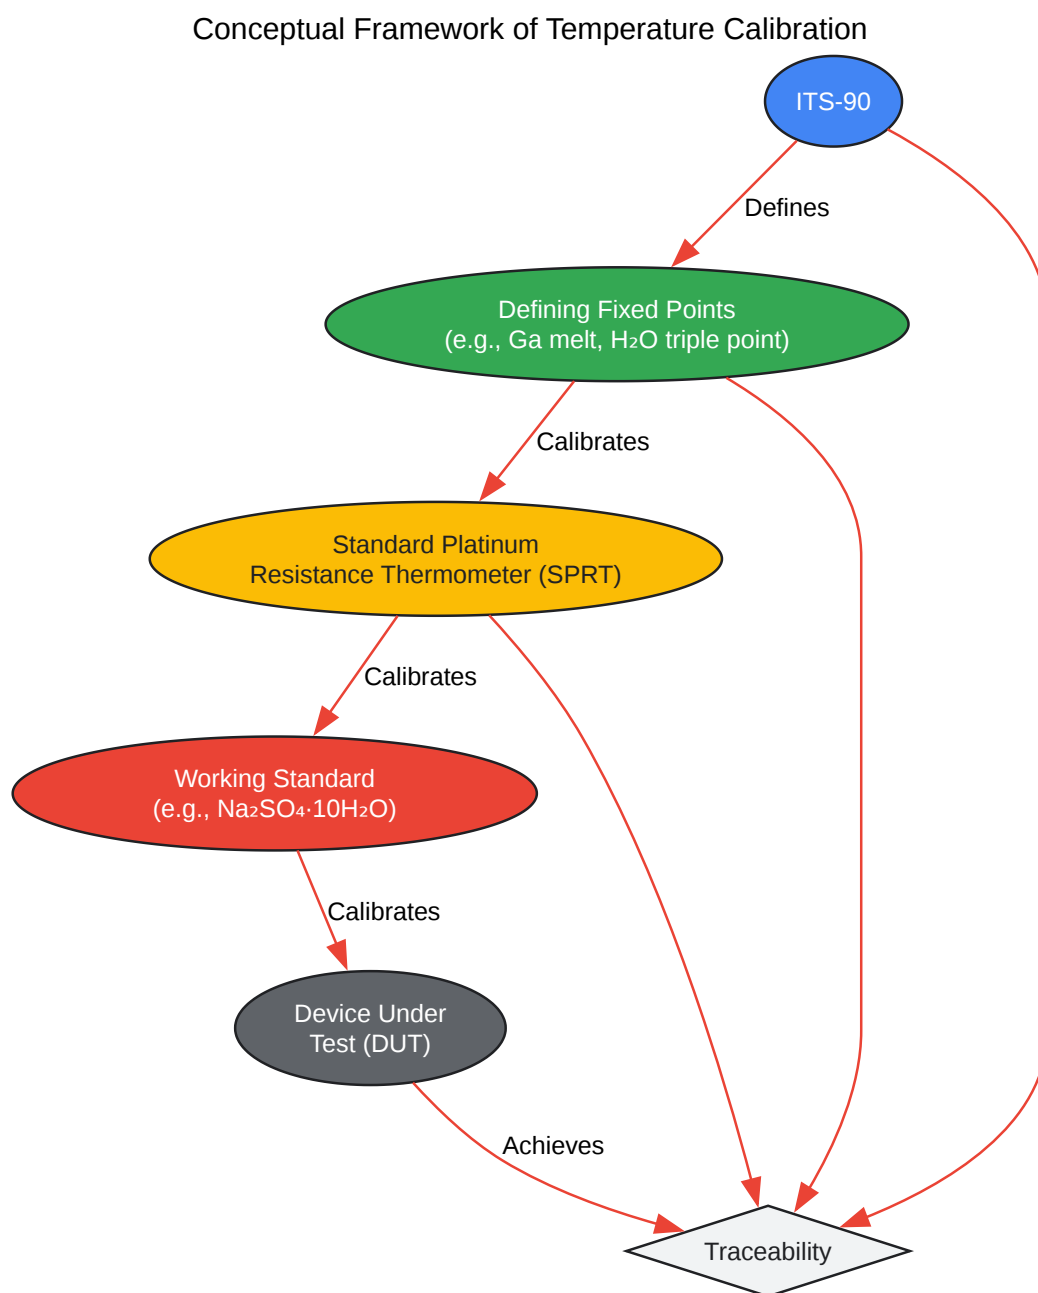 Conceptual Framework of Temperature Calibration
ITS-90
Defines
Defining Fixed Points
(e.g., Ga melt, H₂O triple point)
Calibrates
Standard Platinum
Resistance Thermometer (SPRT)
Calibrates
Working Standard
(e.g., Na₂SO₄·10H₂O)
Calibrates
Device Under
Test (DUT)
Achieves
Traceability